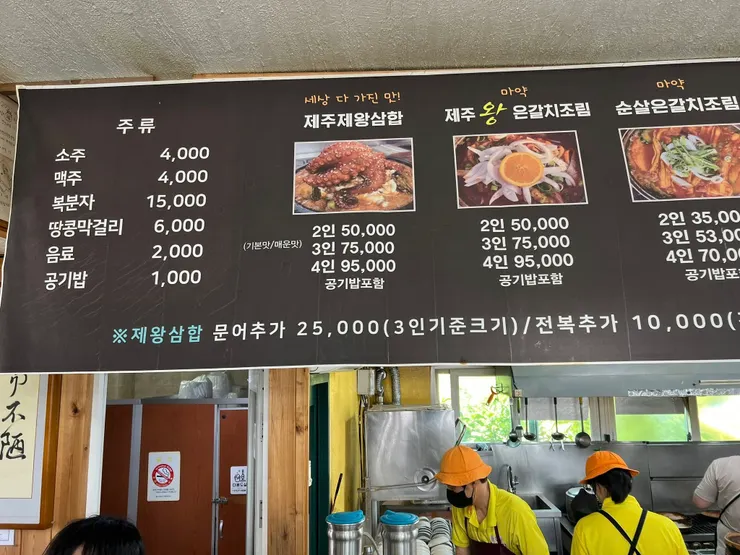 주류
소주 4,000
맥주 4,000
복분자 15,000
땅콩막걸리 6,000
음료 2,000
공기밥 1,000
세상 다 가진 맛!
제주제왕삼합
(기본맛/매운맛)
2인 50,000
3인 75,000
4인 95,000
공기밥포함
마약
제주 왕 은갈치조림
2인 50,000
3인 75,000
4인 95,000
공기밥포함
마약
순살은갈치조림
2인 35,00
3인 53,00
4인 70,00
공기밥포함
※제왕삼합 문어추가 25,000(3인기준크기)/전복추가 10,000(
不